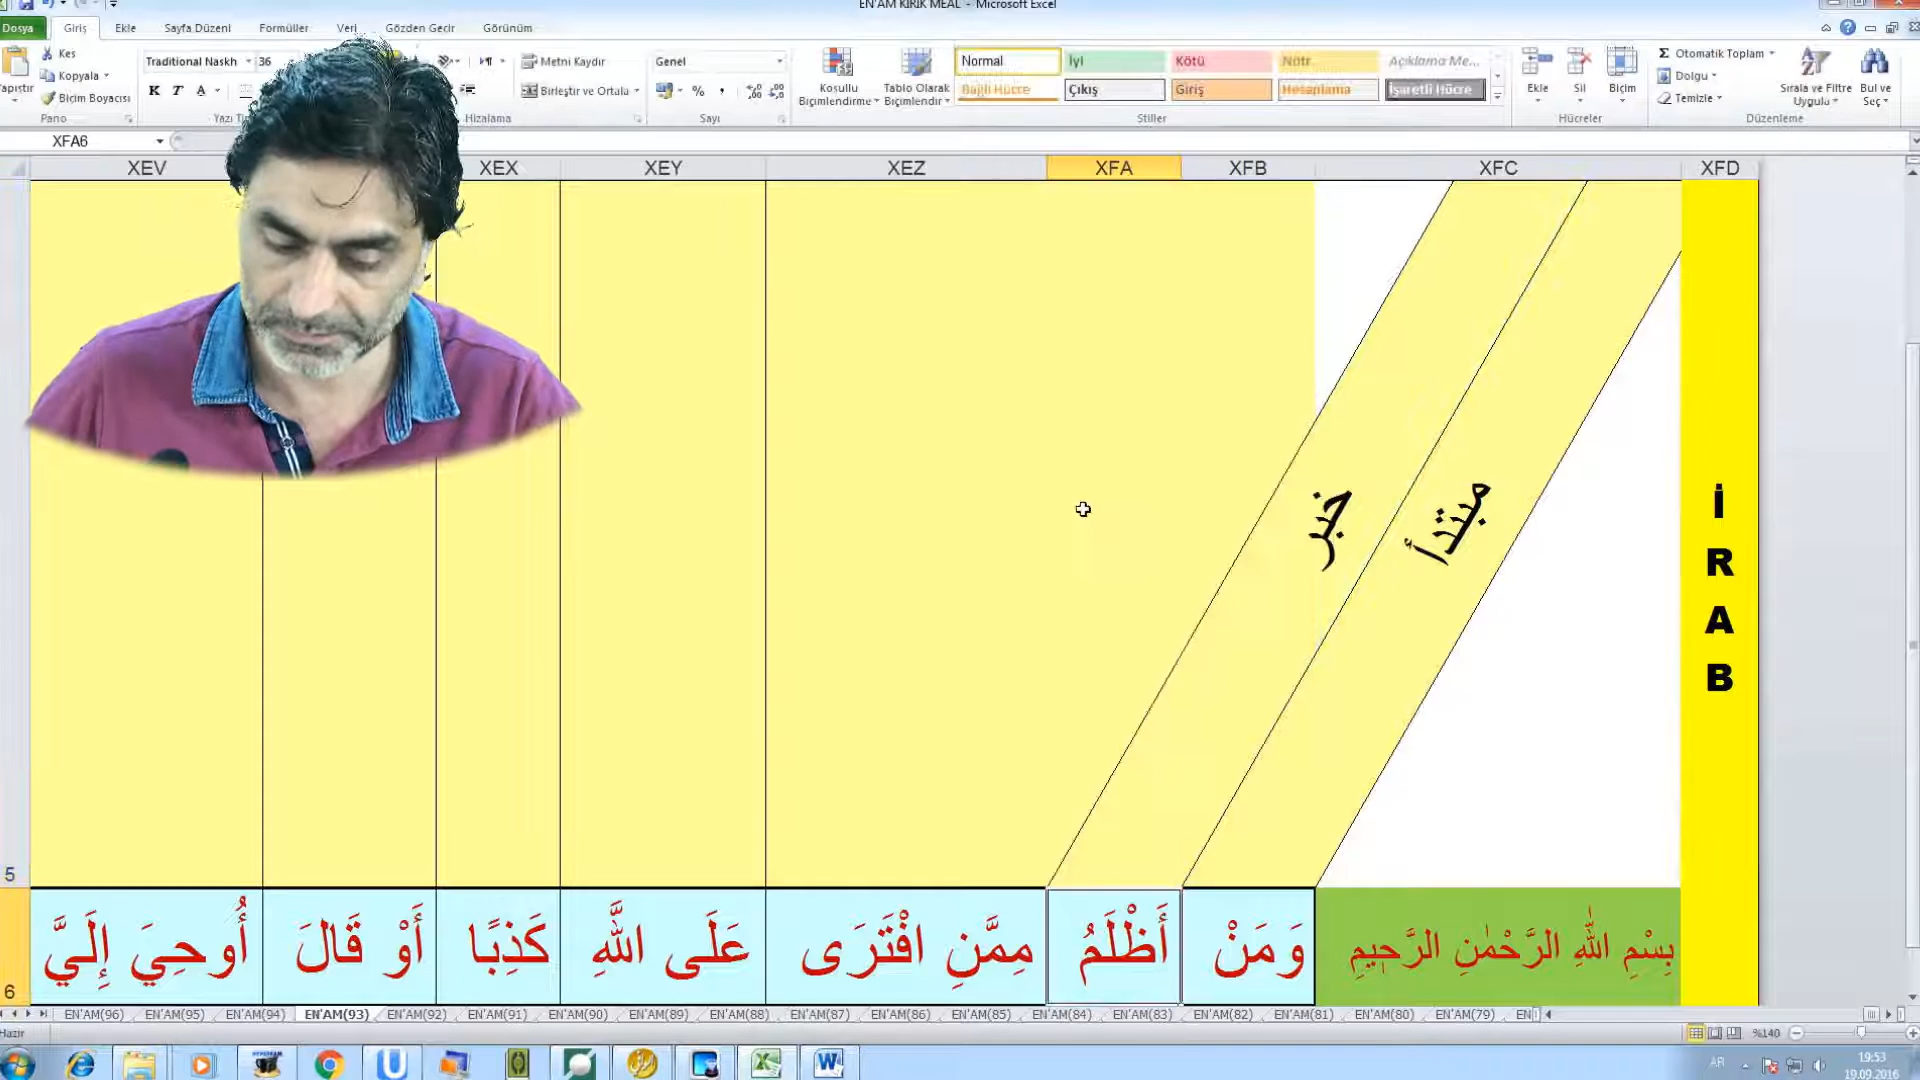 EN'AM KIRIK MEAL - Microsoft Excel
Dosya Giriş Ekle Sayfa Düzeni Formüller Veri Gözden Geçir Görünüm
Kes
Kopyala
Biçim Boyacısı
Pano
Traditional Naskh 36
K T A
Metni Kaydır
Birleştir ve Ortala
Hizalama
Genel
% ,
Sayı
Koşullu Biçimlendirme
Tablo Olarak Biçimlendir
Normal İyi Kötü Nötr Açıklama Me...
Bağlı Hücre Çıkış Giriş Hesaplama İşaretli Hücre
Stiller
Ekle Sil Biçim
Hücreler
Σ Otomatik Toplam
Dolgu
Temizle
Sırala ve Filtre Uygula
Bul ve Seç
Düzenleme
XFA6
XEV XEX XEY XEZ XFA XFB XFC XFD
خبر
مبتدأ
İ
R
A
B
5
6
بِسْمِ اللّٰهِ الرَّحْمٰنِ الرَّحِيمِ
وَمَنْ
أَظْلَمُ
مِمَّنِ افْتَرَى
عَلَى اللَّهِ
كَذِبًا
أَوْ قَالَ
أُوحِيَ إِلَيَّ
EN'AM(96) EN'AM(95) EN'AM(94) EN'AM(93) EN'AM(92) EN'AM(91) EN'AM(90) EN'AM(89) EN'AM(88) EN'AM(87) EN'AM(86) EN'AM(85) EN'AM(84) EN'AM(83) EN'AM(82) EN'AM(81) EN'AM(80) EN'AM(79) EN
Hazır
%140
AR
19:53
19.09.2016